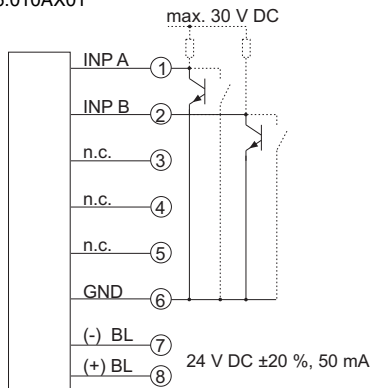 max. 30 V DC
INP A
1
INP B
2
n.c.
3
n.c.
4
n.c.
5
GND
6
(-) BL
7
24 V DC ±20 %, 50 mA
(+) BL
8